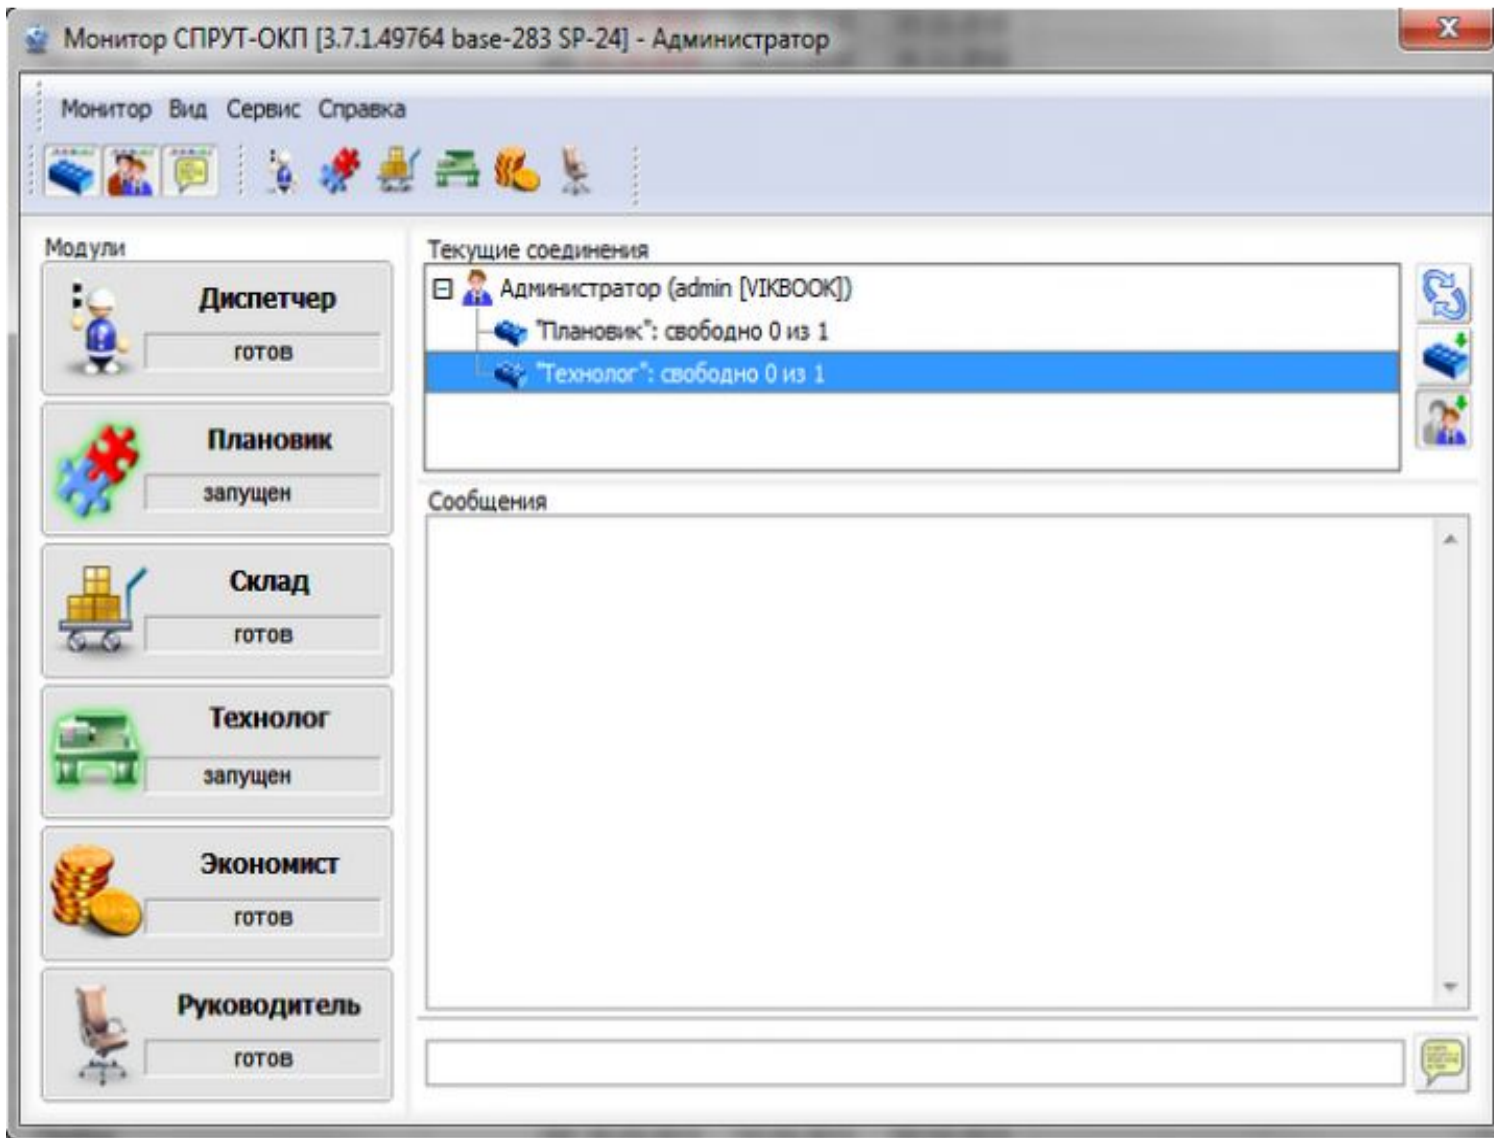 Монитор СПРУТ-ОКП [3.7.1.49764 base-283 SP-24] - Администратор
Монитор Вид Сервис Справка
Модули
Диспетчер
готов
Плановик
запущен
Склад
готов
Технолог
запущен
Экономист
готов
Руководитель
готов
Текущие соединения
Администратор (admin [VIKBOOK])
"Плановик": свободно 0 из 1
"Технолог": свободно 0 из 1
Сообщения